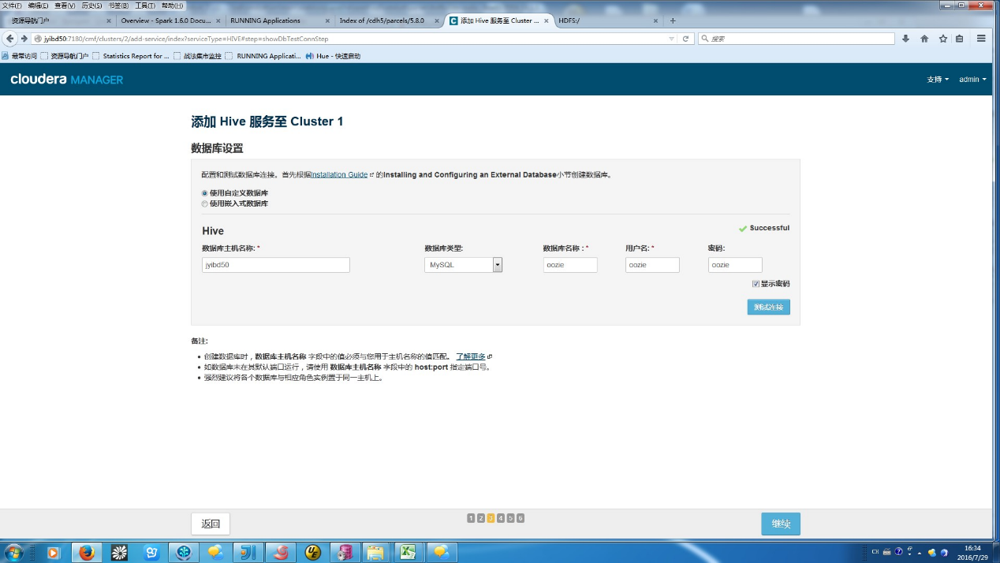 文件(F) 编辑(E) 查看(V) 历史(S) 书签(B) 工具(T) 帮助(H)
资源导航门户 × Overview - Spark 1.6.0 Docu... × RUNNING Applications × Index of /cdh5/parcels/5.8.0 × 添加 Hive 服务至 Cluster ... × HDFS:/ × +
jyibd50:7180/cmf/clusters/2/add-service/index?serviceType=HIVE#step=showDbTestConnStep 搜索
最常访问 资源导航门户 Statistics Report for ... 战法集市监控 RUNNING Applicati... Hue - 快速启动
cloudera MANAGER 支持 admin
添加 Hive 服务至 Cluster 1
数据库设置
配置和测试数据库连接。首先根据Installation Guide 的Installing and Configuring an External Database小节创建数据库。
使用自定义数据库
使用嵌入式数据库
Hive Successful
数据库主机名称: * 数据库类型: 数据库名称 : * 用户名: * 密码:
jyibd50 MySQL oozie oozie oozie
显示密码
测试连接
备注:
• 创建数据库时，数据库主机名称 字段中的值必须与您用于主机名称的值匹配。 了解更多
• 如数据库未在其默认端口运行，请使用 数据库主机名称 字段中的 host:port 指定端口号。
• 强烈建议将各个数据库与相应角色实例置于同一主机上。
返回 1 2 3 4 5 6 继续
CH 16:34
2016/7/29